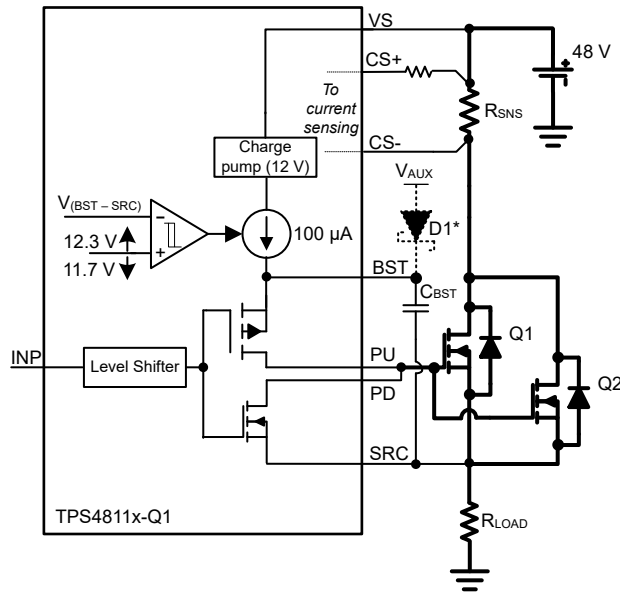 VS
CS+
48 V
To
current
sensing
RSNS
CS-
Charge
pump (12 V)
VAUX
V(BST – SRC)
D1*
12.3 V
100 µA
11.7 V
BST
CBST
Q1
INP
Level Shifter
PU
Q2
PD
SRC
RLOAD
TPS4811x-Q1